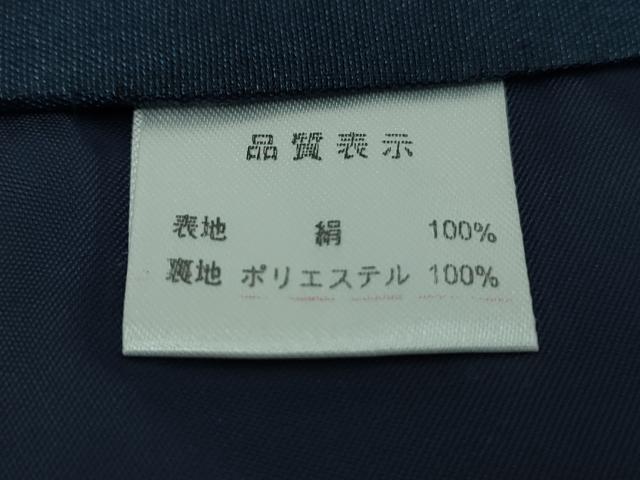 品質表示
表地 絹 100%
裏地 ポリエステル 100%